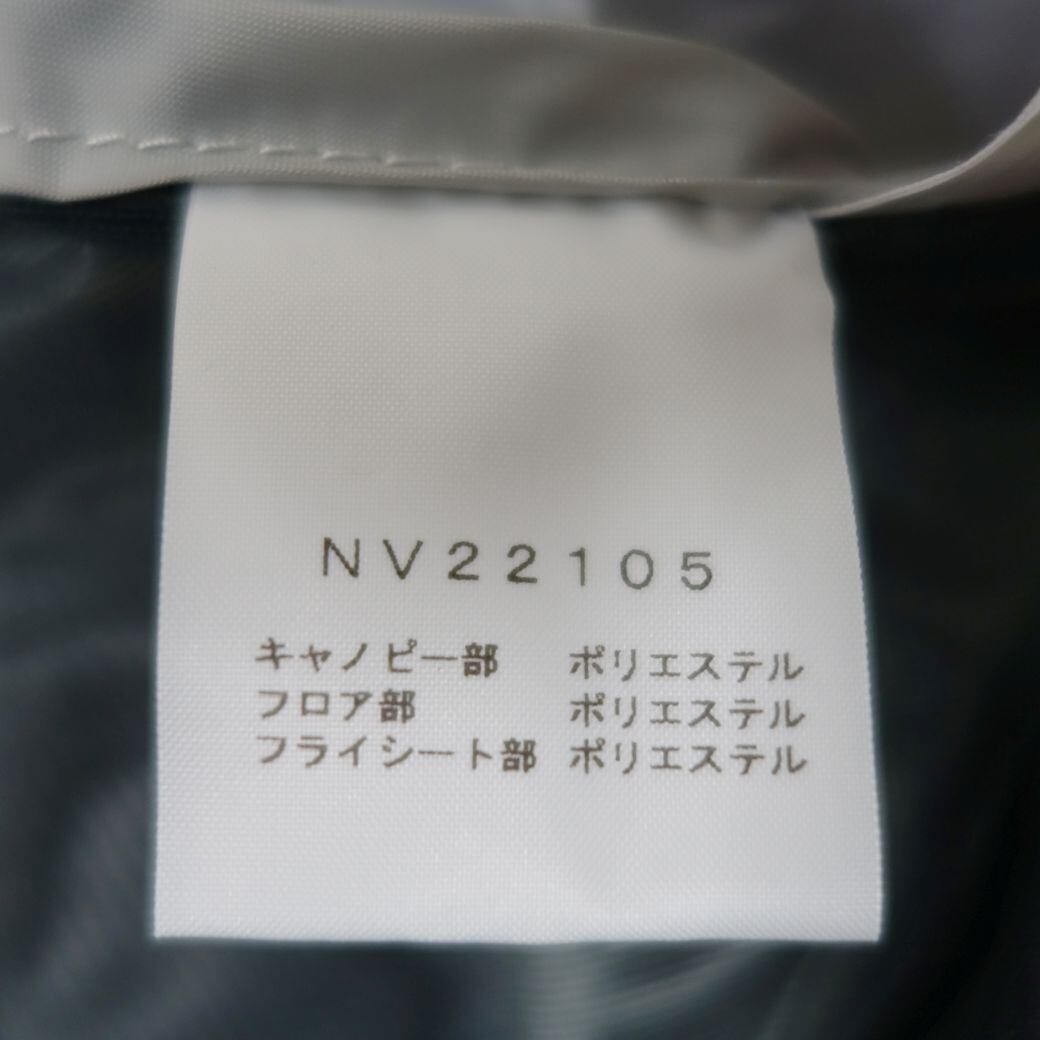 NV22105
キャノピー部　ポリエステル
フロア部　ポリエステル
フライシート部　ポリエステル